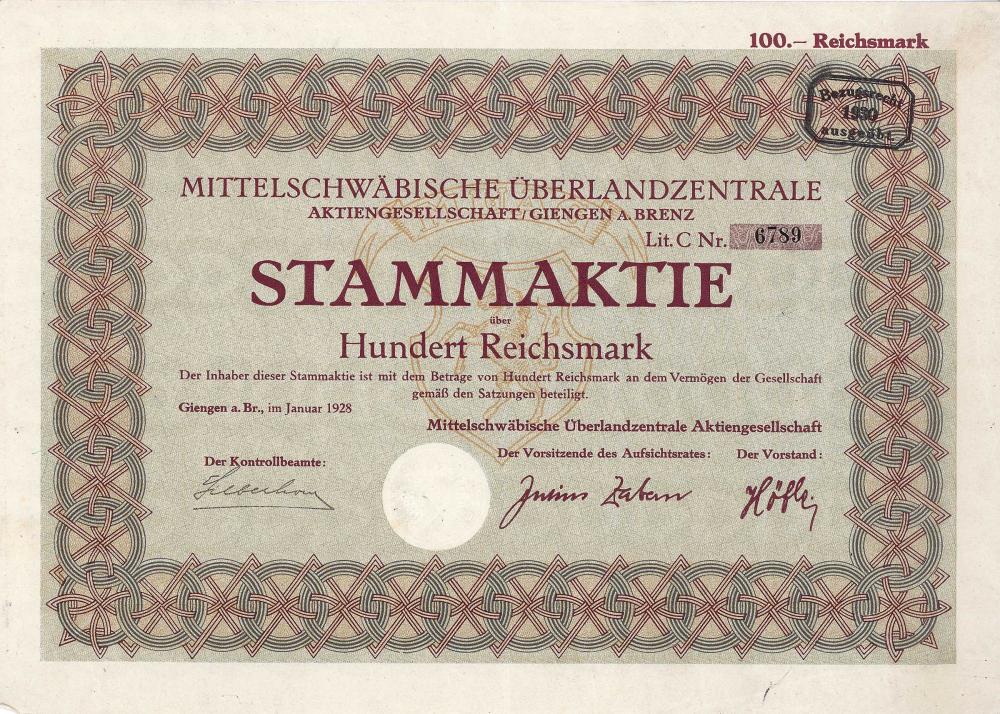 100.– Reichsmark
Bezugsrecht
1930
ausgeübt
MITTELSCHWÄBISCHE ÜBERLANDZENTRALE
AKTIENGESELLSCHAFT / GIENGEN A. BRENZ
Lit. C Nr. 6789
STAMMAKTIE
über
Hundert Reichsmark
Der Inhaber dieser Stammaktie ist mit dem Betrage von Hundert Reichsmark an dem Vermögen der Gesellschaft
gemäß den Satzungen beteiligt.
Giengen a. Br., im Januar 1928
Mittelschwäbische Überlandzentrale Aktiengesellschaft
Der Kontrollbeamte: Der Vorsitzende des Aufsichtsrates: Der Vorstand: